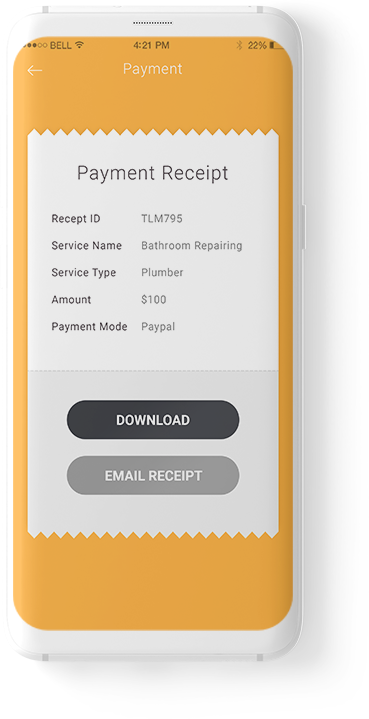 BELL 4:21 PM 22%
Payment
Payment Receipt
Recept ID TLM795
Service Name Bathroom Repairing
Service Type Plumber
Amount $100
Payment Mode Paypal
DOWNLOAD
EMAIL RECEIPT